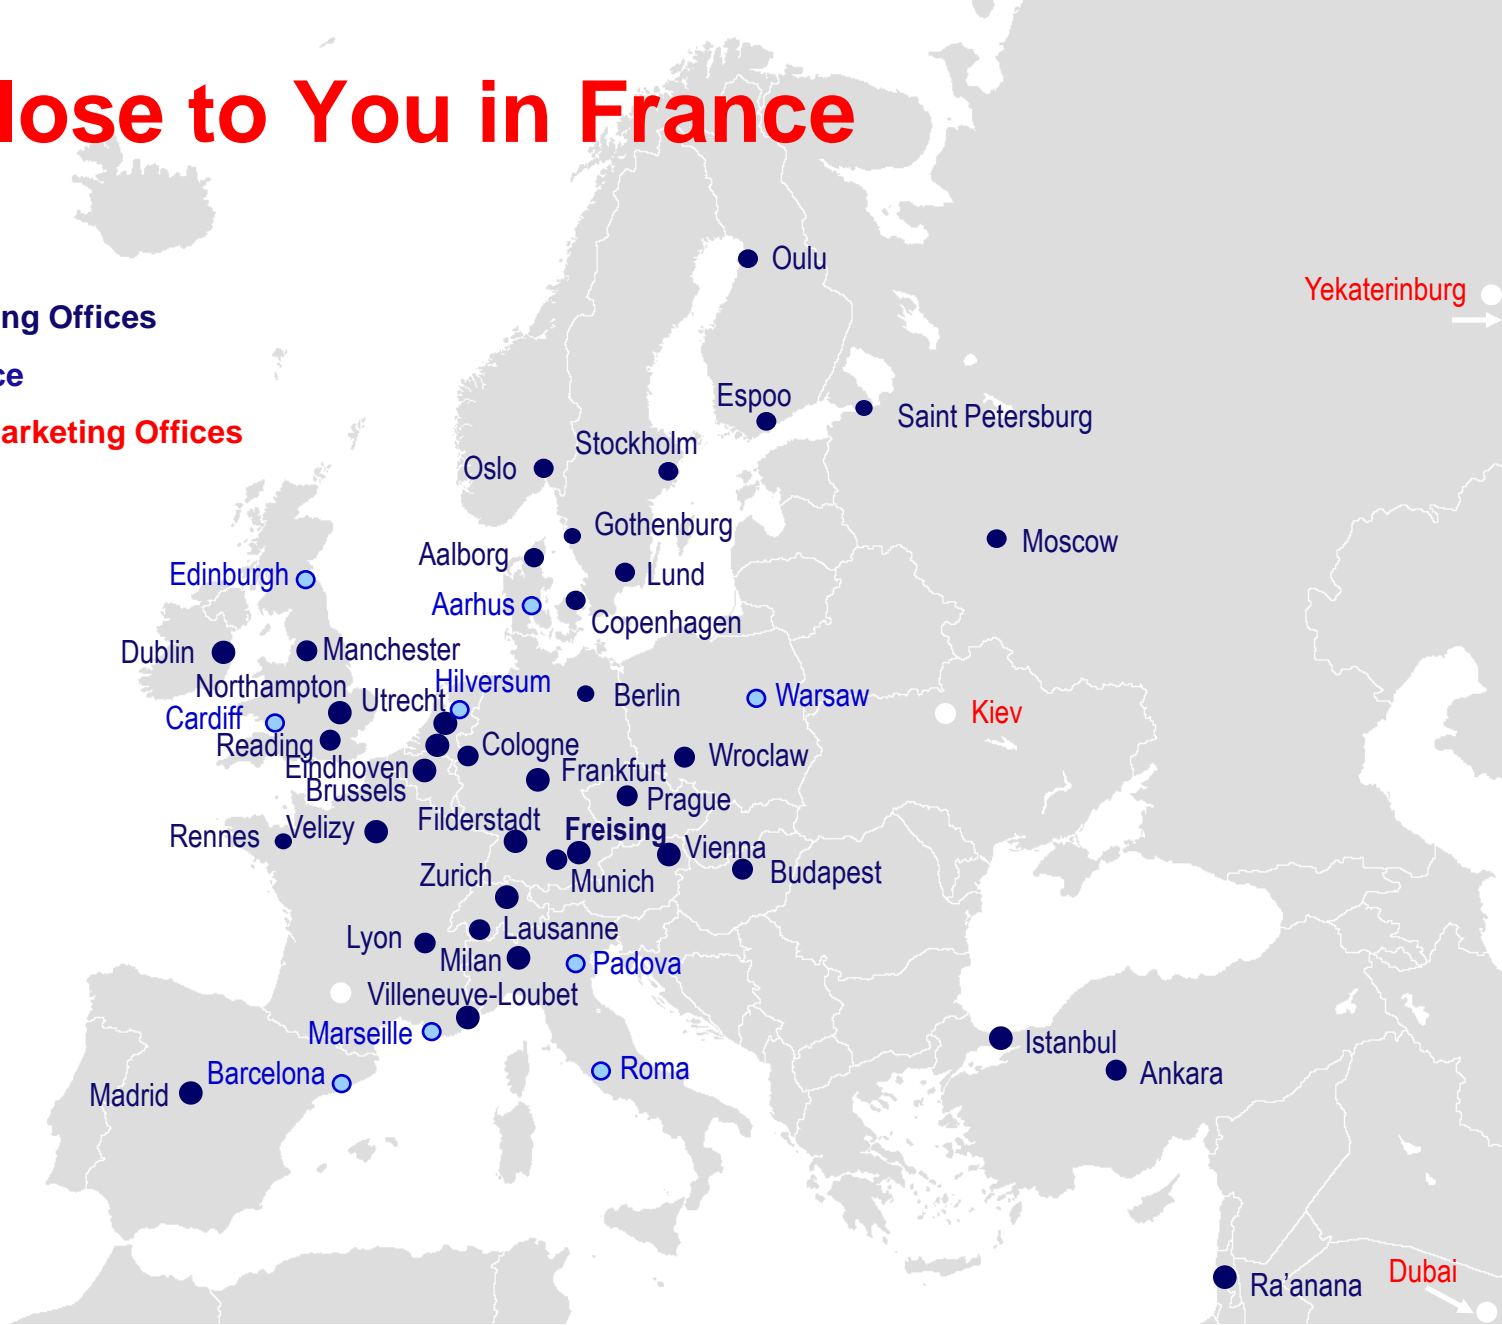 lose to You in France
Oulu
Yekaterinburg
ng Offices
ce
arketing Offices
Espoo
Saint Petersburg
Stockholm
Oslo
Gothenburg
Moscow
Aalborg
Edinburgh
Lund
Aarhus
Copenhagen
Dublin
Manchester
Hilversum
Northampton
Utrecht
Berlin
Warsaw
Cardiff
Kiev
Reading
Cologne
Eindhoven
Frankfurt
Wroclaw
Brussels
Prague
Rennes
Velizy
Filderstadt
Freising
Vienna
Zurich
Munich
Budapest
Lyon
Lausanne
Milan
Padova
Villeneuve-Loubet
Marseille
Istanbul
Barcelona
Roma
Ankara
Madrid
Dubai
Ra’anana